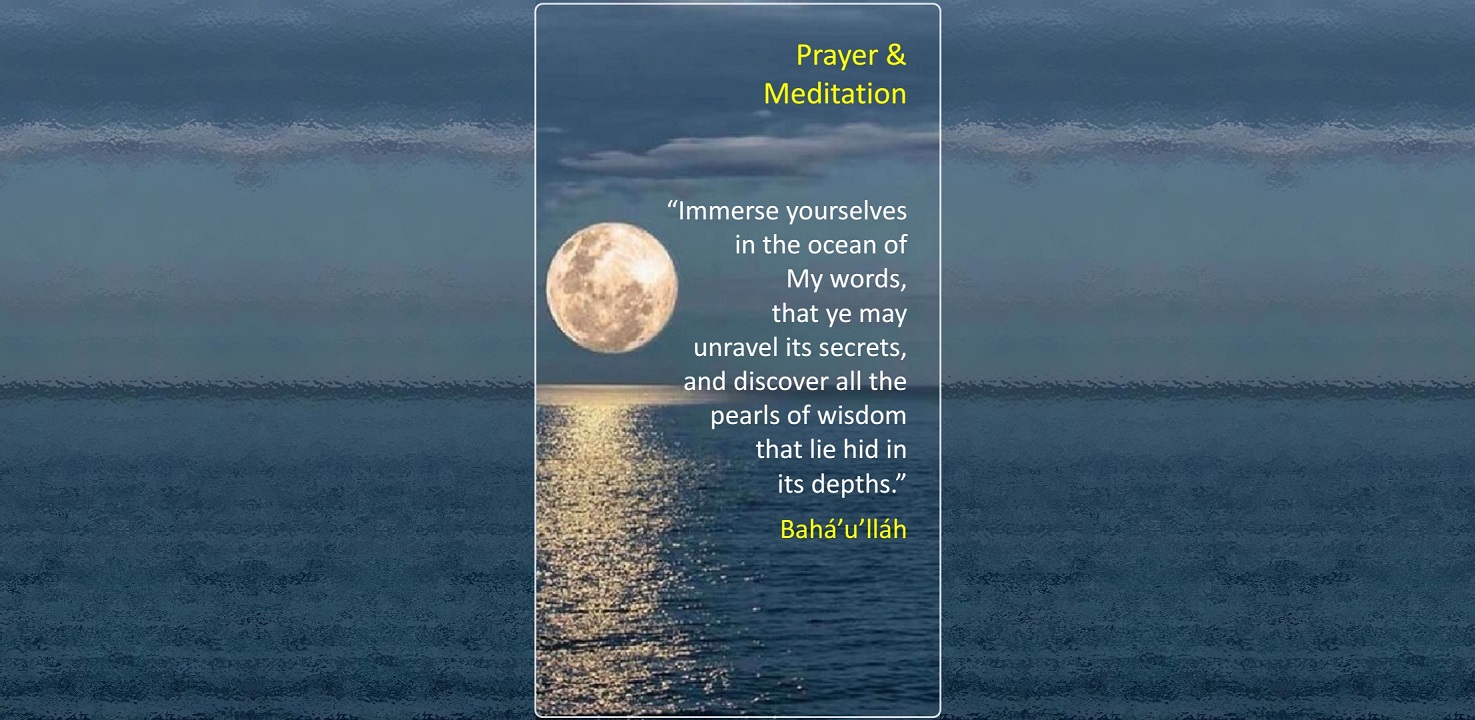 Prayer &
Meditation
“Immerse yourselves
in the ocean of
My words,
that ye may
unravel its secrets,
and discover all the
pearls of wisdom
that lie hid in
its depths.”
Bahá’u’lláh